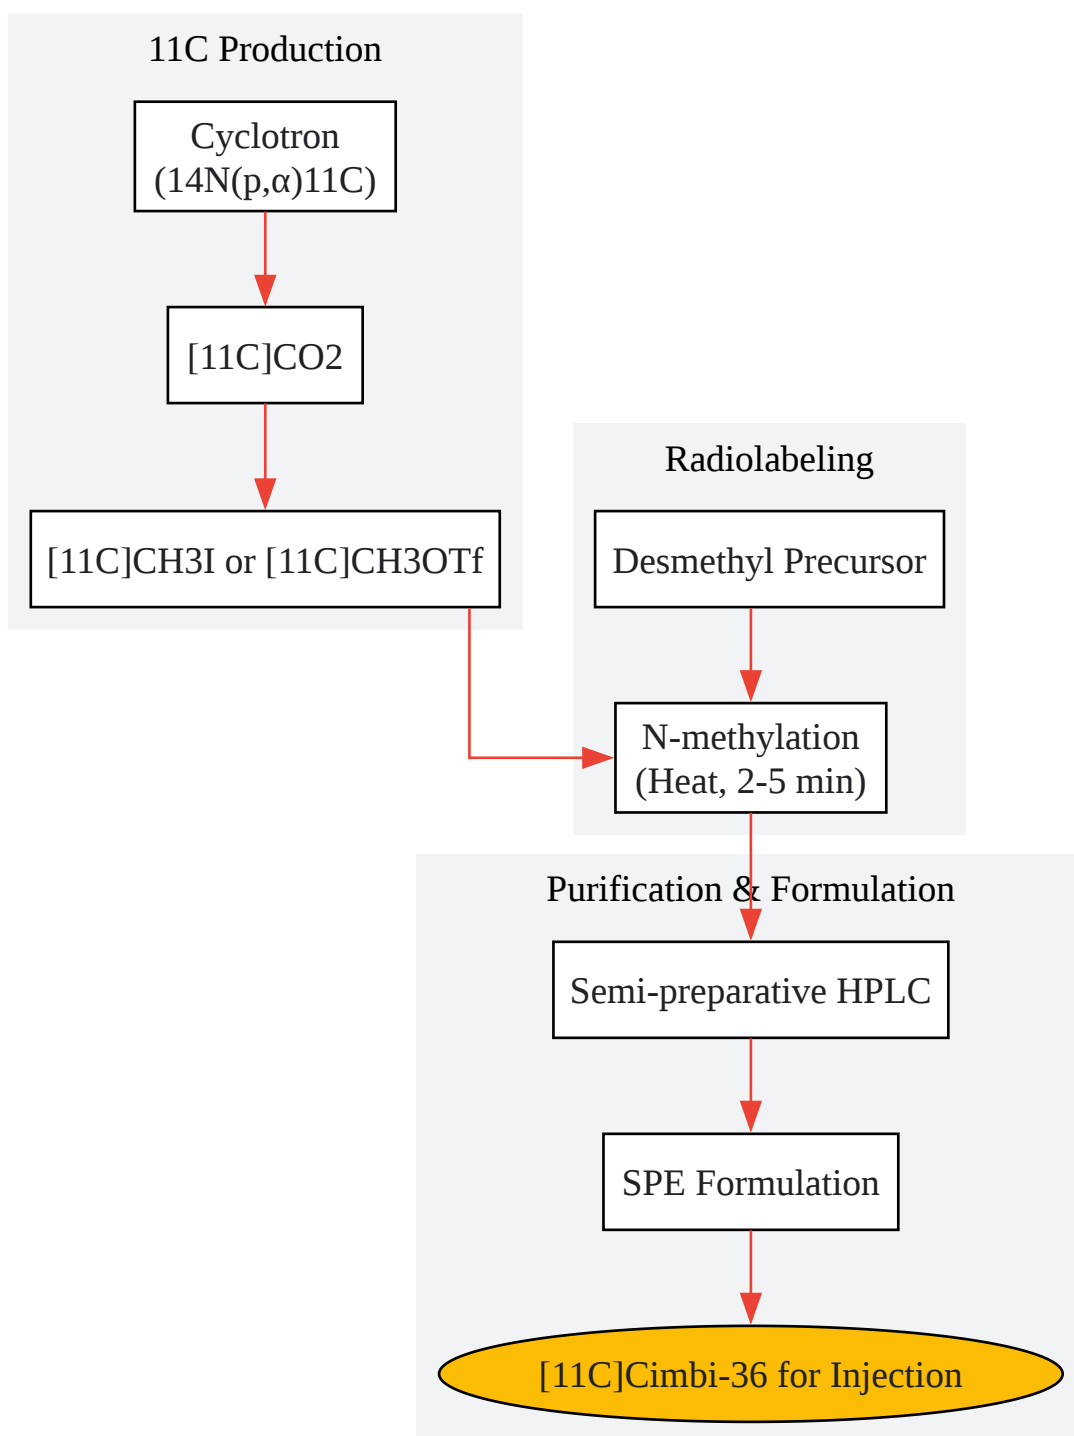 11C Production
Cyclotron
(14N(p,α)11C)
[11C]CO2
[11C]CH3I or [11C]CH3OTf
Radiolabeling
Desmethyl Precursor
N-methylation
(Heat, 2-5 min)
Purification & Formulation
Semi-preparative HPLC
SPE Formulation
[11C]Cimbi-36 for Injection